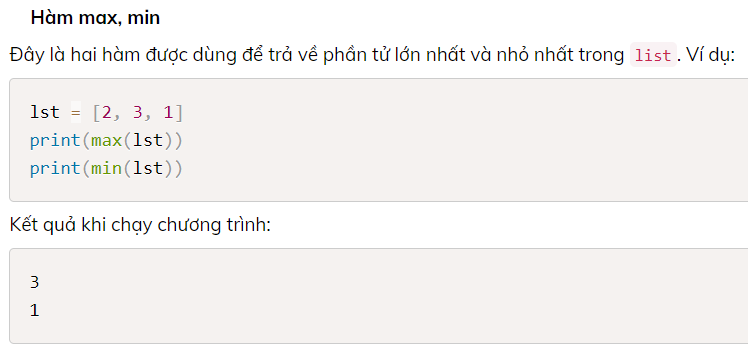 Hàm max, min
Đây là hai hàm được dùng để trả về phần tử lớn nhất và nhỏ nhất trong list. Ví dụ:
lst = [2, 3, 1]
print(max(lst))
print(min(lst))
Kết quả khi chạy chương trình:
3
1